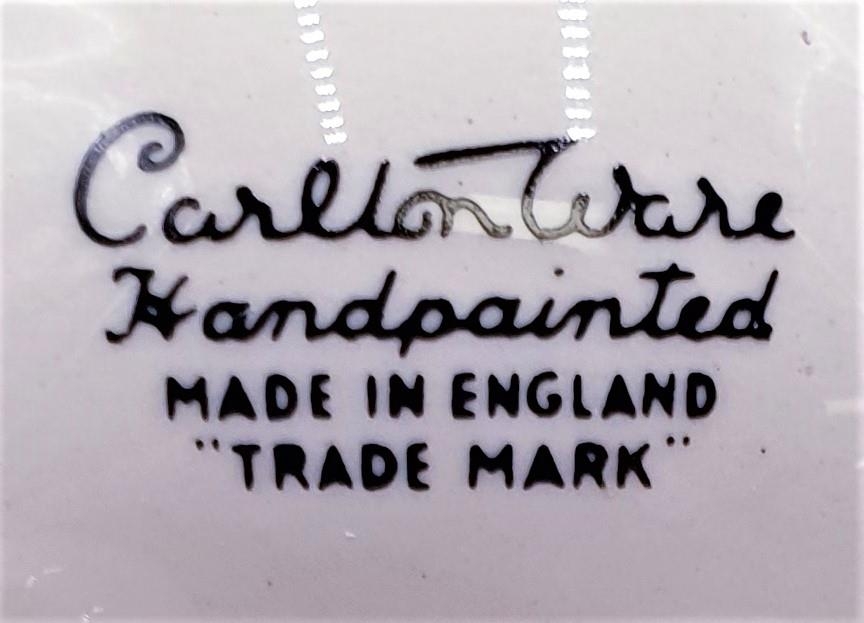 Carlton Ware
Handpainted
MADE IN ENGLAND
"TRADE MARK"